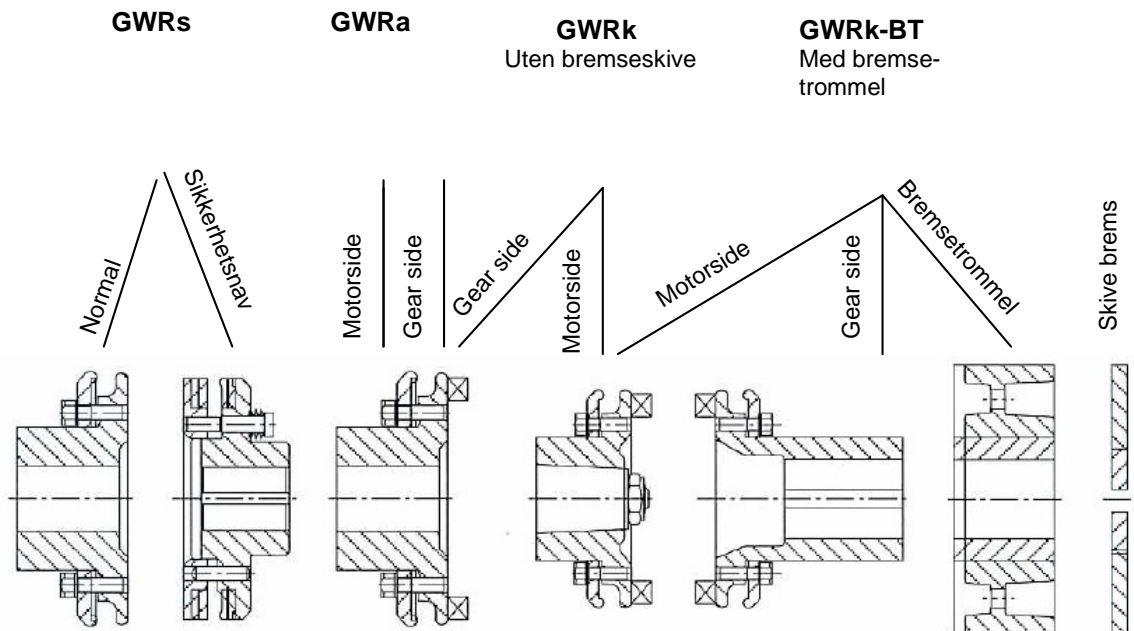 GWRs
GWRa
GWRk
Uten bremseskive
GWRk-BT
Med bremse-
trommel
Normal
Sikkerhetsnav
Motorside
Gear side
Gear side
Motorside
Motorside
Gear side
Bremsetrommel
Skive brems